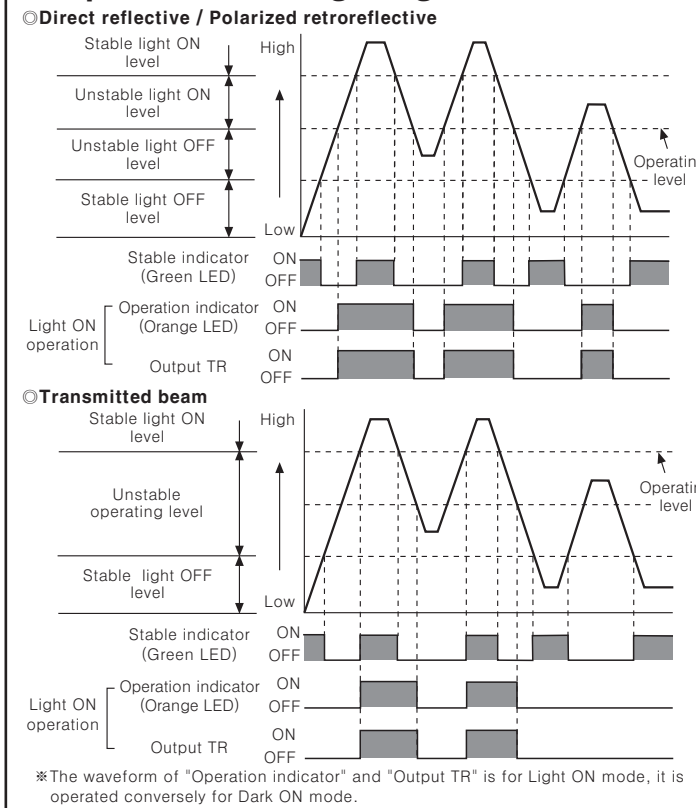 ◎Direct reflective / Polarized retroreflective
Stable light ON
level
Unstable light ON
level
Unstable light OFF
level
Stable light OFF
level
High
Low
level
Stable indicator
(Green LED)
ON
OFF
Light ON
operation
Operation indicator
(Orange LED)
ON
OFF
Output TR
ON
OFF
◎Transmitted beam
Stable light ON
level
Unstable
operating level
Stable light OFF
level
High
Low
level
Stable indicator
(Green LED)
ON
OFF
Light ON
operation
Operation indicator
(Orange LED)
ON
OFF
Output TR
ON
OFF
※The waveform of "Operation indicator" and "Output TR" is for Light ON mode, it is
operated conversely for Dark ON mode.